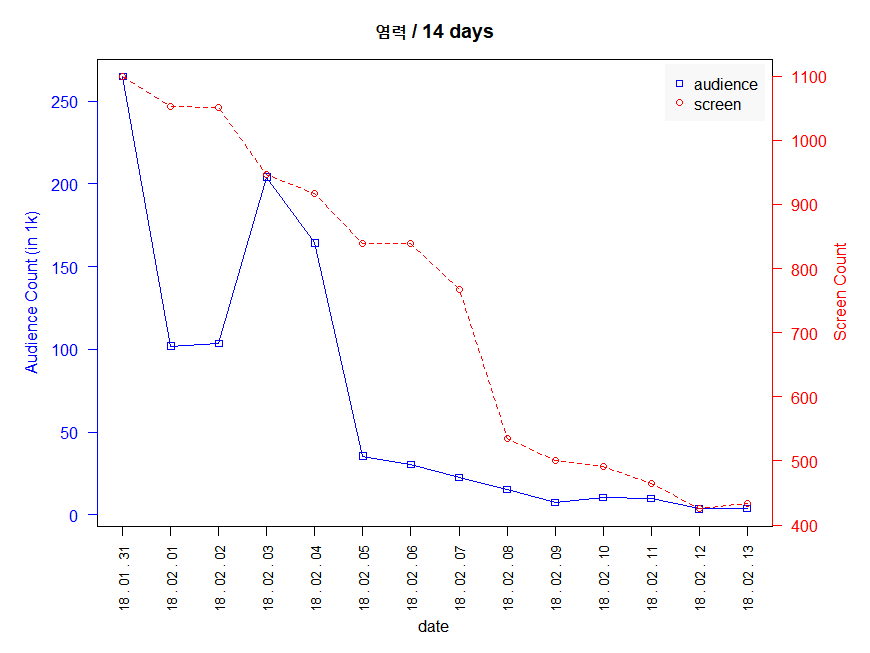 염력 / 14 days
audience
screen
Audience Count (in 1k)
250
200
150
100
50
0
1100
1000
900
800
700
600
500
400
Screen Count
18 . 01 . 31
18 . 02 . 01
18 . 02 . 02
18 . 02 . 03
18 . 02 . 04
18 . 02 . 05
18 . 02 . 06
18 . 02 . 07
18 . 02 . 08
18 . 02 . 09
18 . 02 . 10
18 . 02 . 11
18 . 02 . 12
18 . 02 . 13
date